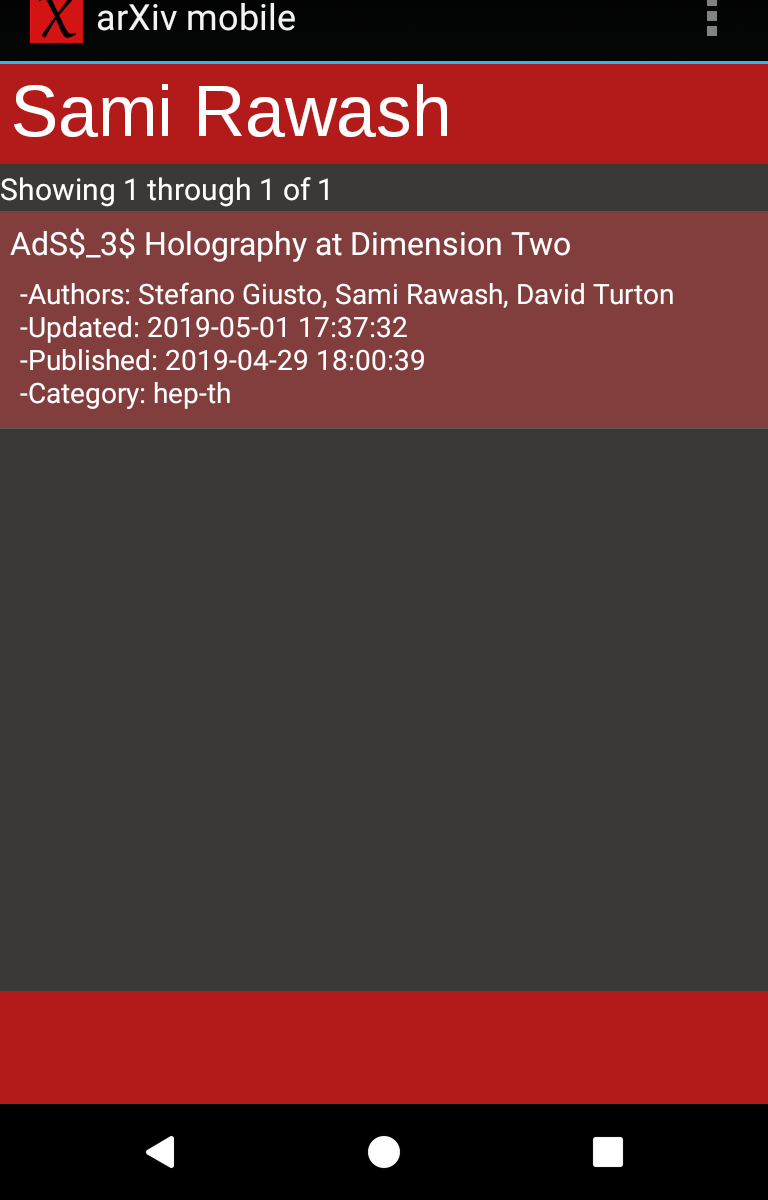 X arXiv mobile
Sami Rawash
Showing 1 through 1 of 1
AdS$_3$ Holography at Dimension Two
-Authors: Stefano Giusto, Sami Rawash, David Turton
-Updated: 2019-05-01 17:37:32
-Published: 2019-04-29 18:00:39
-Category: hep-th